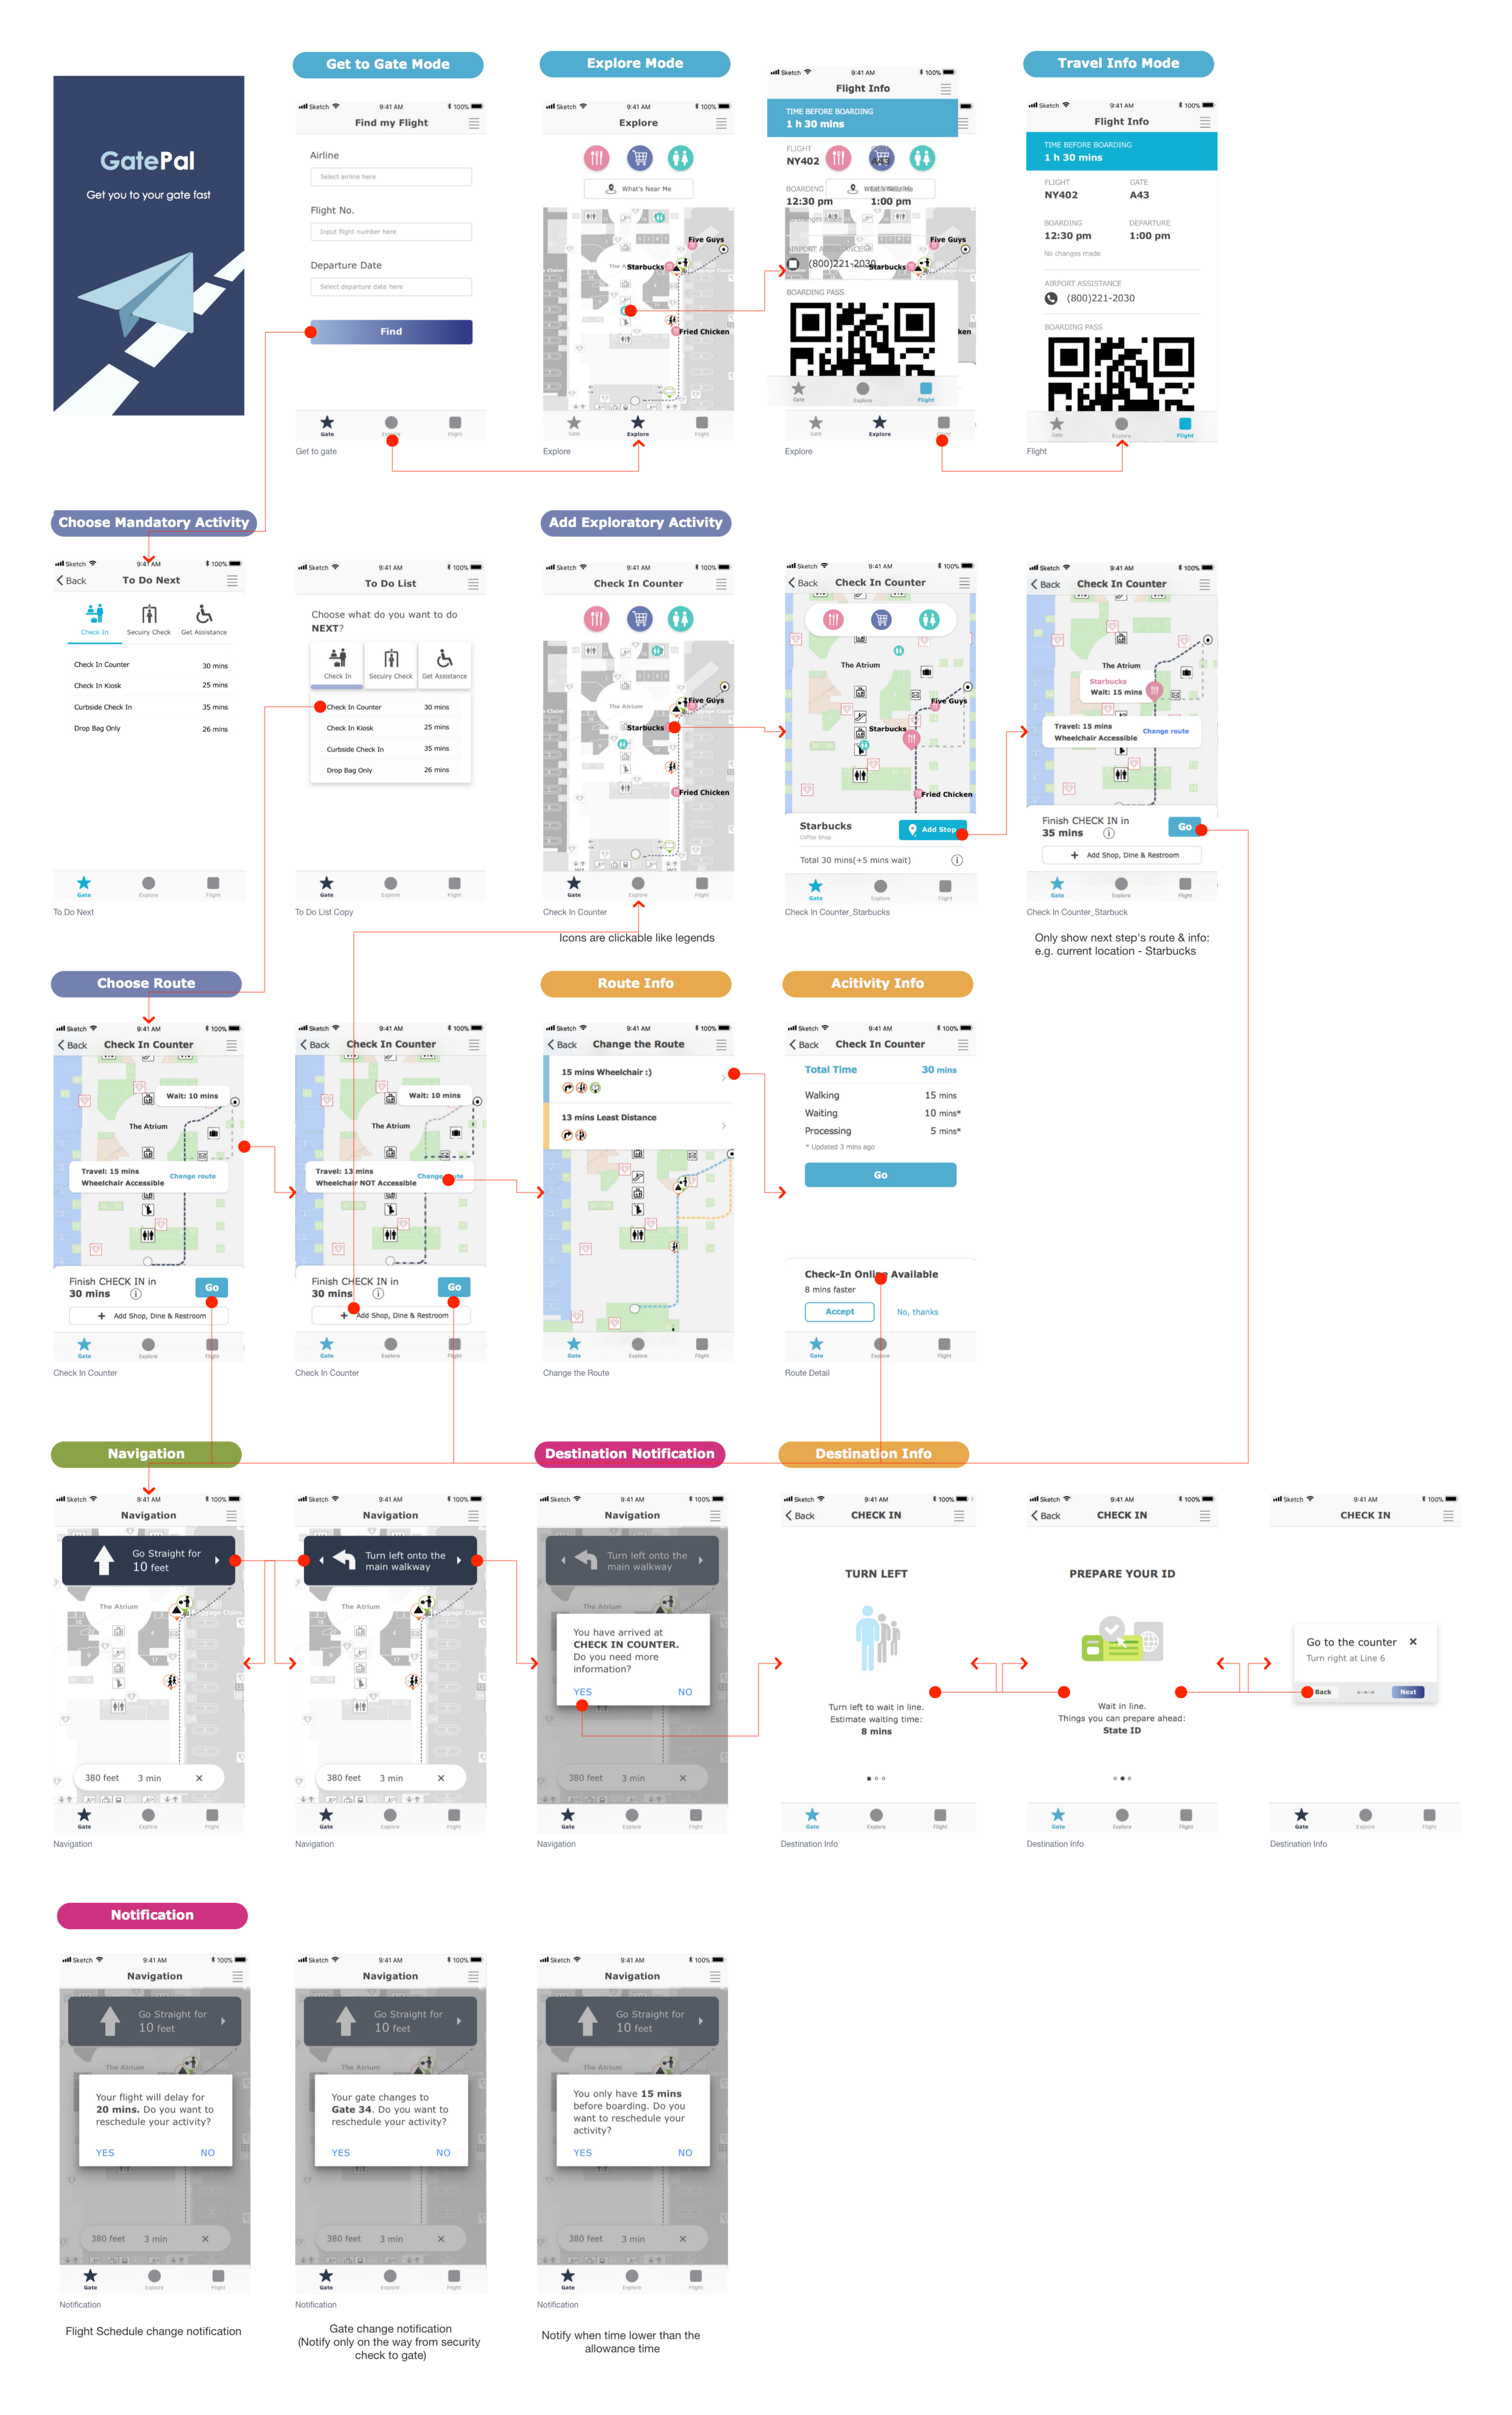 Get to Gate Mode
Explore Mode
Travel Info Mode
GatePal
Get you to your gate fast
Sketch 9:41 AM 100%
Find my Flight
Airline
Select airline here
Flight No.
Input flight number here
Departure Date
Select departure date here
Find
Gate Explore Flight
Get to gate
Sketch 9:41 AM 100%
Explore
What's Near Me
Five Guys
The A
Starbucks
Baggage Claim
Fried Chicken
Gate Explore Flight
Explore
Sketch 9:41 AM 100%
Flight Info
TIME BEFORE BOARDING
1 h 30 mins
FLIGHT
NY402 A43
BOARDING
12:30 pm 1:00 pm
Five Guys
AIRPORT ASSISTANCE
(800)221-2030
Starbucks
BOARDING PASS
ken
Gate Explore Flight
Gate Explore Flight
Explore
Sketch 9:41 AM 100%
Flight Info
TIME BEFORE BOARDING
1 h 30 mins
FLIGHT GATE
NY402 A43
BOARDING DEPARTURE
12:30 pm 1:00 pm
No changes made
AIRPORT ASSISTANCE
(800)221-2030
BOARDING PASS
Gate Explore Flight
Flight
Choose Mandatory Activity
Add Exploratory Activity
Sketch 9:41 AM 100%
Back To Do Next
Check In Secuiry Check Get Assistance
Check In Counter 30 mins
Check In Kiosk 25 mins
Curbside Check In 35 mins
Drop Bag Only 26 mins
Gate Explore Flight
To Do Next
Sketch 9:41 AM 100%
To Do List
Choose what do you want to do
NEXT?
Check In Secuiry Check Get Assistance
Check In Counter 30 mins
Check In Kiosk 25 mins
Curbside Check In 35 mins
Drop Bag Only 26 mins
Gate Explore Flight
To Do List Copy
Sketch 9:41 AM 100%
Check In Counter
The Atrium
Five Guys
Starbucks
Fried Chicken
Gate Explore Flight
Check In Counter
Icons are clickable like legends
Sketch 9:41 AM 100%
Back Check In Counter
The Atrium
Five Guys
Starbucks
Fried Chicken
Starbucks
Coffee Shop
Add Stop
Total 30 mins(+5 mins wait)
Gate Explore Flight
Check In Counter_Starbucks
Sketch 9:41 AM 100%
Back Check In Counter
The Atrium
Starbucks
Wait: 15 mins
Travel: 15 mins
Wheelchair Accessible
Change route
Finish CHECK IN in
35 mins
Go
+ Add Shop, Dine & Restroom
Gate Explore Flight
Check In Counter_Starbuck
Only show next step's route & info:
e.g. current location - Starbucks
Choose Route
Route Info
Acitivity Info
Sketch 9:41 AM 100%
Back Check In Counter
Wait: 10 mins
The Atrium
Travel: 15 mins
Wheelchair Accessible
Change route
Finish CHECK IN in
30 mins
Go
+ Add Shop, Dine & Restroom
Gate Explore Flight
Check In Counter
Sketch 9:41 AM 100%
Back Check In Counter
Wait: 10 mins
The Atrium
Travel: 13 mins
Wheelchair NOT Accessible
Change route
Finish CHECK IN in
30 mins
Go
+ Add Shop, Dine & Restroom
Gate Explore Flight
Check In Counter
Sketch 9:41 AM 100%
Back Change the Route
15 mins Wheelchair :)
13 mins Least Distance
Gate Explore Flight
Change the Route
Sketch 9:41 AM 100%
Back Check In Counter
Total Time 30 mins
Walking 15 mins
Waiting 10 mins*
Processing 5 mins*
* Updated 3 mins ago
Go
Check-In Online Available
8 mins faster
Accept No, thanks
Gate Explore Flight
Route Detail
Navigation
Destination Notification
Destination Info
Sketch 9:41 AM 100%
Navigation
Go Straight for
10 feet
The Atrium
Baggage Claim
380 feet 3 min ×
Gate Explore Flight
Navigation
Sketch 9:41 AM 100%
Navigation
Turn left onto the
main walkway
The Atrium
Baggage Claim
380 feet 3 min ×
Gate Explore Flight
Navigation
Sketch 9:41 AM 100%
Navigation
Turn left onto the
main walkway
The Atrium
You have arrived at
CHECK IN COUNTER.
Do you need more
information?
YES NO
380 feet 3 min ×
Gate Explore Flight
Navigation
Sketch 9:41 AM 100%
Back CHECK IN
TURN LEFT
Turn left to wait in line.
Estimate waiting time:
8 mins
Gate Explore Flight
Destination Info
Sketch 9:41 AM 100%
Back CHECK IN
PREPARE YOUR ID
Wait in line.
Things you can prepare ahead:
State ID
Gate Explore Flight
Destination Info
Sketch 9:41 AM 100%
CHECK IN
Go to the counter ×
Turn right at Line 6
Back Next
Gate Explore Flight
Destination Info
Notification
Sketch 9:41 AM 100%
Navigation
Go Straight for
10 feet
The Atrium
Your flight will delay for
20 mins. Do you want to
reschedule your activity?
YES NO
380 feet 3 min ×
Gate Explore Flight
Notification
Flight Schedule change notification
Sketch 9:41 AM 100%
Navigation
Go Straight for
10 feet
The Atrium
Your gate changes to
Gate 34. Do you want to
reschedule your activity?
YES NO
380 feet 3 min ×
Gate Explore Flight
Notification
Gate change notification
(Notify only on the way from security
check to gate)
Sketch 9:41 AM 100%
Navigation
Go Straight for
10 feet
The Atrium
You only have 15 mins
before boarding. Do you
want to reschedule your
activity?
YES NO
380 feet 3 min ×
Gate Explore Flight
Notification
Notify when time lower than the
allowance time